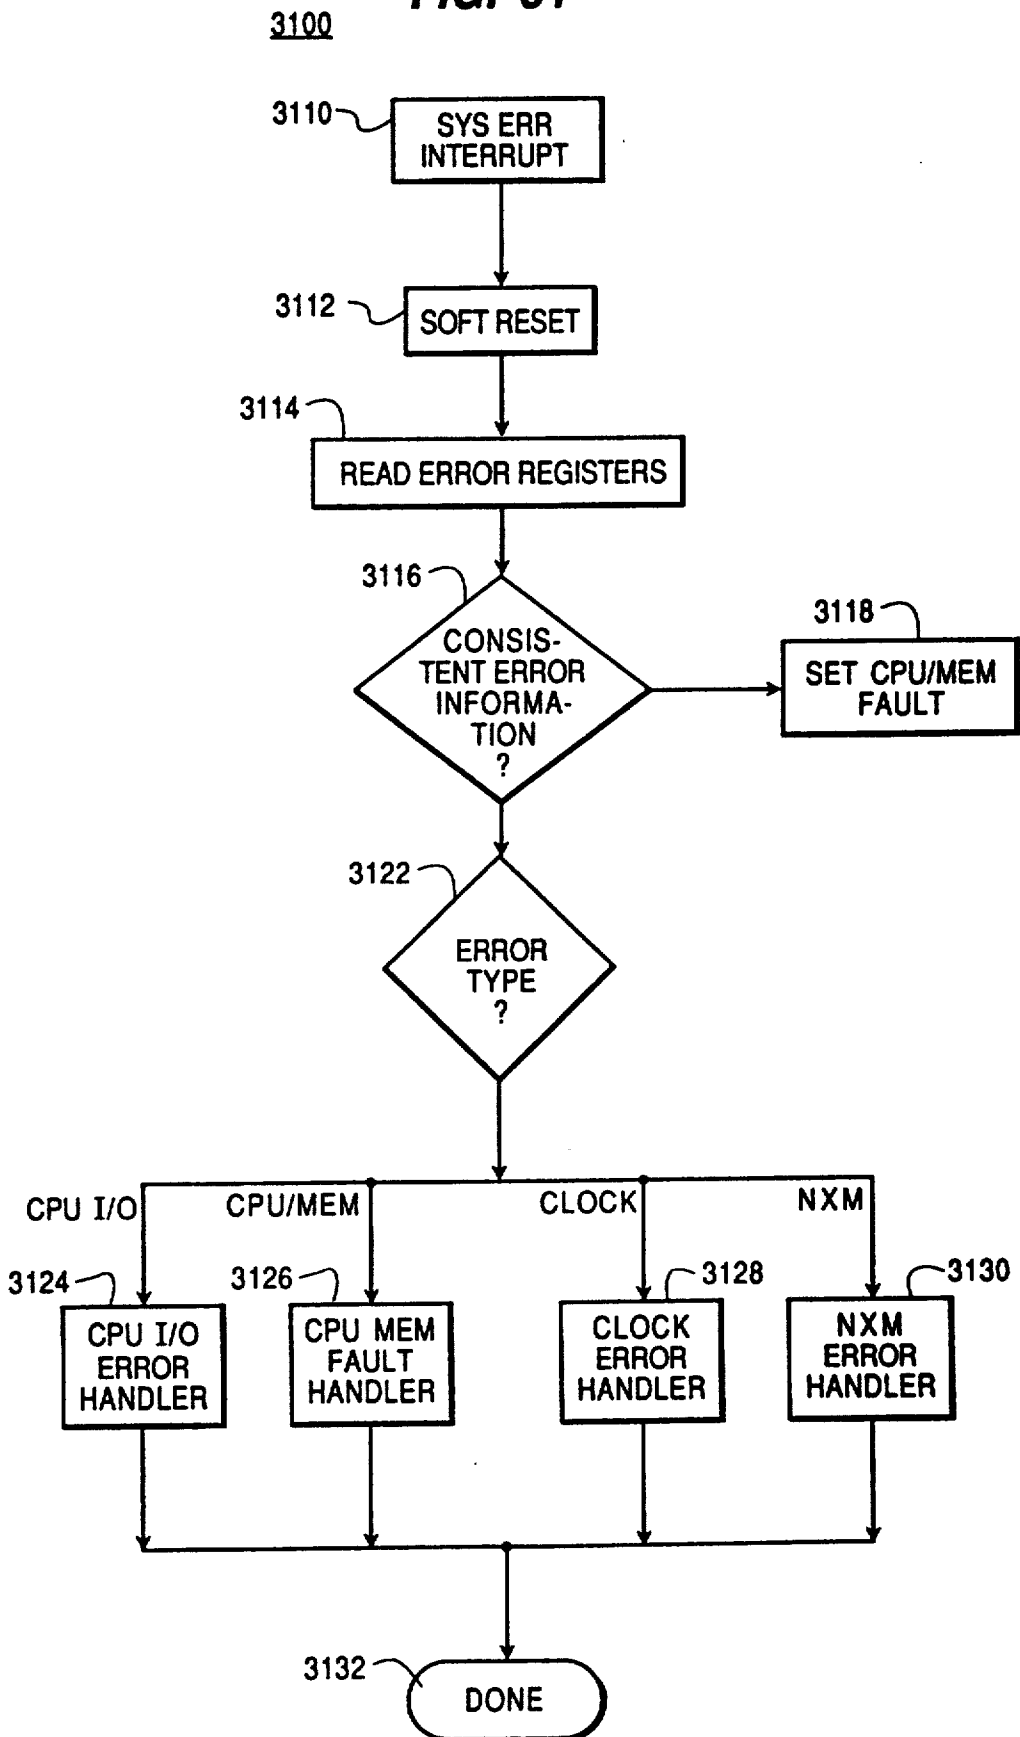 3100
3110
SYS ERR
INTERRUPT
3112
SOFT RESET
3114
READ ERROR REGISTERS
3116
CONSIS-
TENT ERROR
INFORMA-
TION
?
3118
SET CPU/MEM
FAULT
3122
ERROR
TYPE
?
CPU I/O
CPU/MEM
CLOCK
NXM
3124
CPU I/O
ERROR
HANDLER
3126
CPU MEM
FAULT
HANDLER
3128
CLOCK
ERROR
HANDLER
3130
NXM
ERROR
HANDLER
3132
DONE